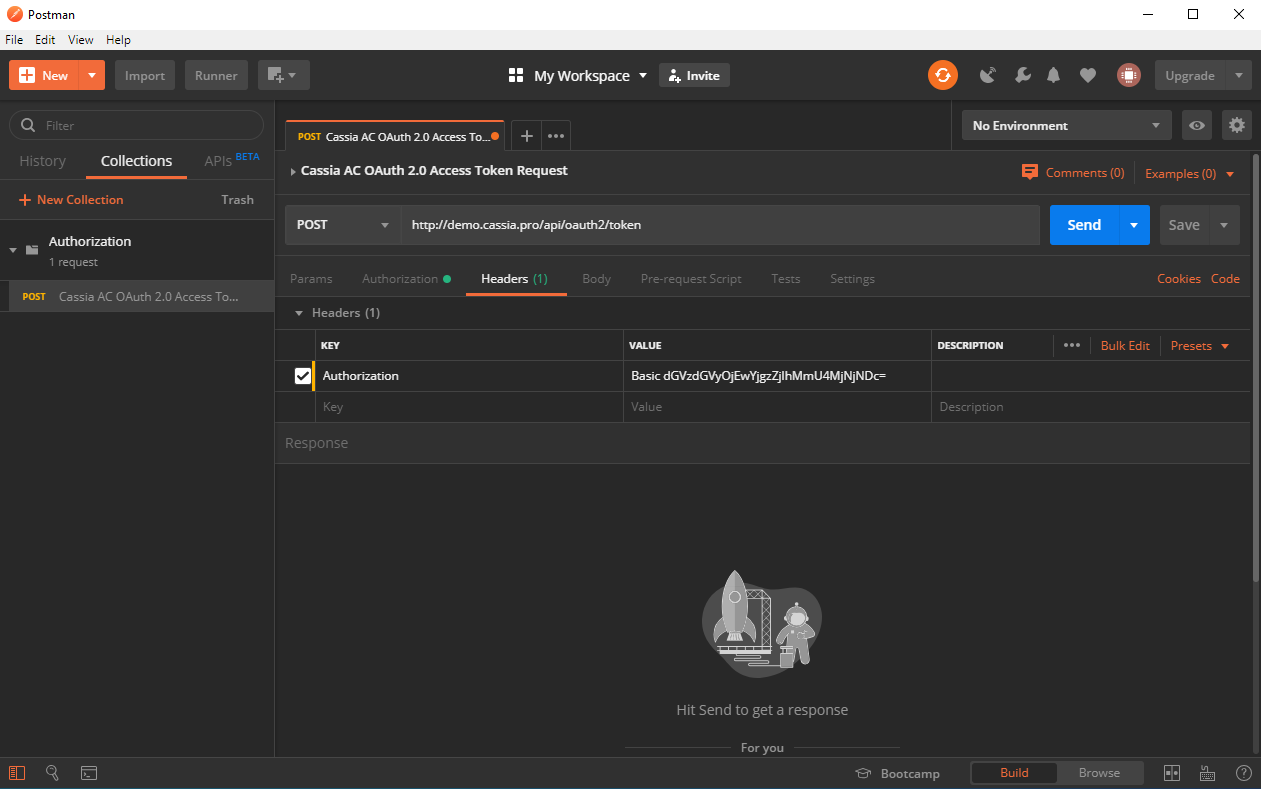 Postman
File Edit View Help
New Import Runner My Workspace Invite Upgrade
Filter
History Collections APIs BETA
New Collection Trash
Authorization
1 request
POST Cassia AC OAuth 2.0 Access To...
POST Cassia AC OAuth 2.0 Access To... No Environment
Cassia AC OAuth 2.0 Access Token Request Comments (0) Examples (0)
POST http://demo.cassia.pro/api/oauth2/token Send Save
Params Authorization Headers (1) Body Pre-request Script Tests Settings Cookies Code
Headers (1)
KEY VALUE DESCRIPTION Bulk Edit Presets
Authorization Basic dGVzdGVyOjEwYjgzZjlhMmU4MjNjNDc=
Key Value Description
Response
Hit Send to get a response
For you
Bootcamp Build Browse